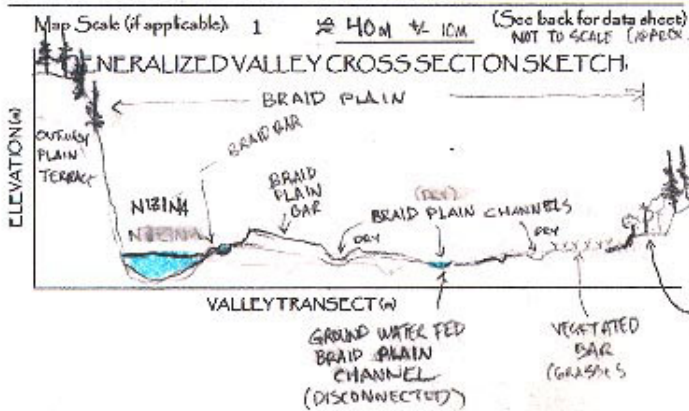 Map Scale (if applicable): 1
≈ 40M +/- 10M
(See back for data sheet)
NOT TO SCALE (APPROX.
GENERALIZED VALLEY CROSS SECTON SKETCH
BRAID PLAIN
ELEVATION (m)
OUTWASH
PLAIN
TERRACE
BRAID BAR
NIZINA
NIZINA
BRAID
PLAIN
BAR
(DRY)
BRAID PLAIN CHANNELS
DRY
DRY
VALLEY TRANSECT (m)
GROUND WATER FED
BRAID PLAIN
CHANNEL
(DISCONNECTED)
VEGETATED
BAR
(GRASSES